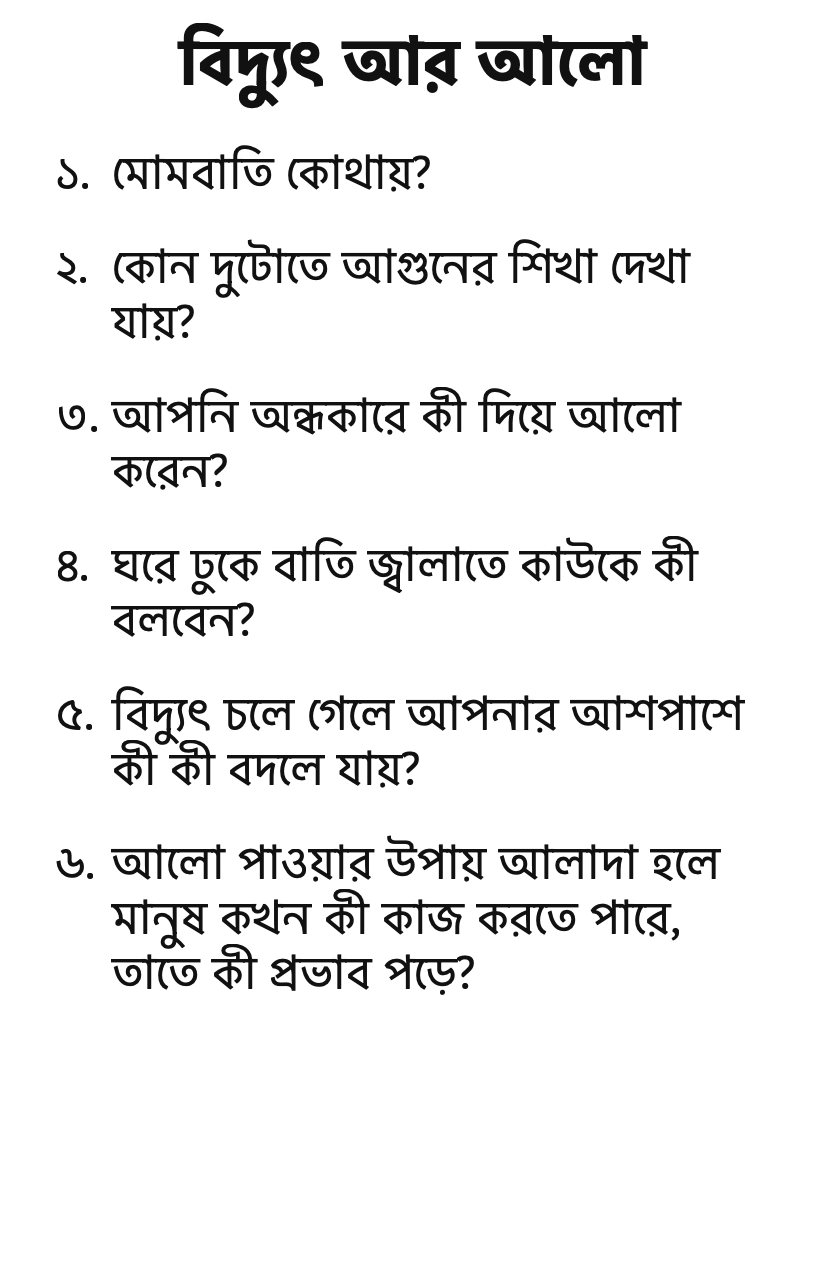 বিদ্যুৎ আর আলো
১. মোমবাতি কোথায়?
২. কোন দুটোতে আগুনের শিখা দেখা
যায়?
৩. আপনি অন্ধকারে কী দিয়ে আলো
করেন?
৪. ঘরে ঢুকে বাতি জ্বালাতে কাউকে কী
বলবেন?
৫. বিদ্যুৎ চলে গেলে আপনার আশপাশে
কী কী বদলে যায়?
৬. আলো পাওয়ার উপায় আলাদা হলে
মানুষ কখন কী কাজ করতে পারে,
তাতে কী প্রভাব পড়ে?